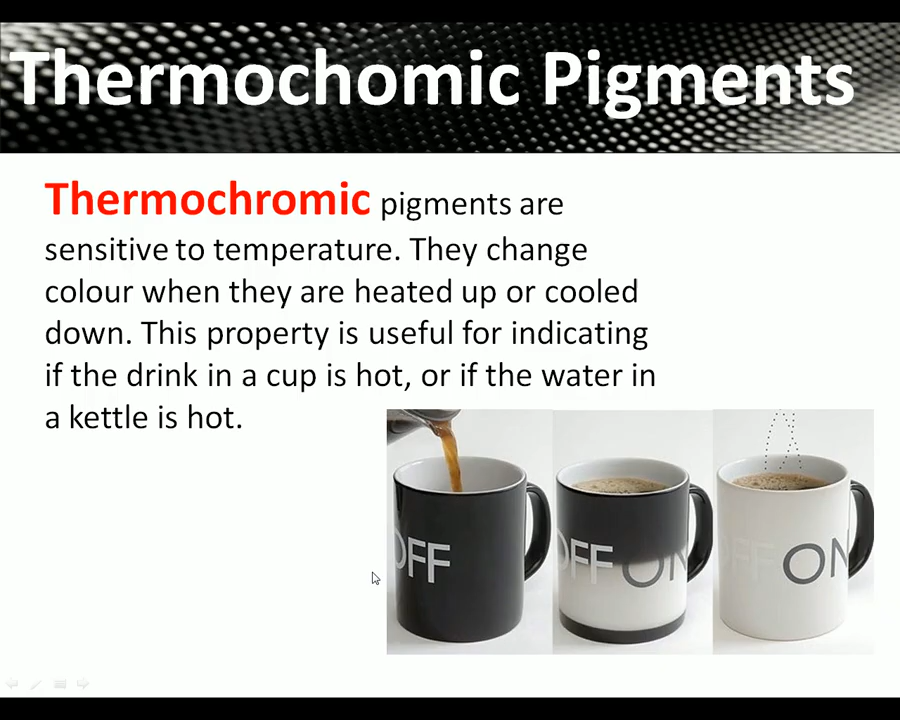 Thermochomic Pigments
Thermochromic pigments are
sensitive to temperature. They change
colour when they are heated up or cooled
down. This property is useful for indicating
if the drink in a cup is hot, or if the water in
a kettle is hot.
OFF
OFF ON
OFF ON